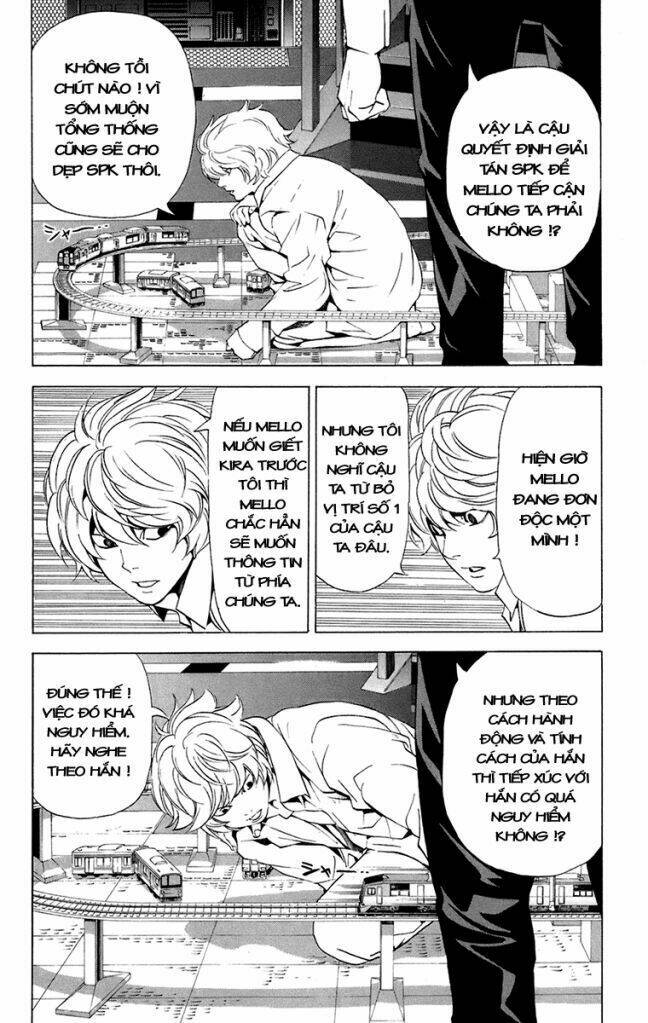 VẬY LÀ CẬU
QUYẾT ĐỊNH GIẢI
TÁN SPK ĐỂ
MELLO TIẾP CẬN
CHÚNG TA PHẢI
KHÔNG !?
KHÔNG TỒI
CHÚT NÀO ! VÌ
SỚM MUỘN
TỔNG THỐNG
CŨNG SẼ CHO
DẸP SPK THÔI.
シャー…
HIỆN GIỜ
MELLO
ĐANG ĐƠN
ĐỘC MỘT
MÌNH !
NHƯNG TÔI
KHÔNG
NGHĨ CẬU
TA TỪ BỎ
VỊ TRÍ SỐ 1
CỦA CẬU
TA ĐÂU.
NẾU MELLO
MUỐN GIẾT
KIRA TRƯỚC
TÔI THÌ
MELLO
CHẮC HẲN
SẼ MUỐN
THÔNG TIN
TỪ PHÍA
CHÚNG TA.
NHƯNG THEO
CÁCH HÀNH
ĐỘNG VÀ TÍNH
CÁCH CỦA HẮN
THÌ TIẾP XÚC VỚI
HẮN CÓ QUÁ
NGUY HIỂM
KHÔNG !?
ĐÚNG THẾ !
VIỆC ĐÓ KHÁ
NGUY HIỂM.
HÃY NGHE
THEO HẮN !